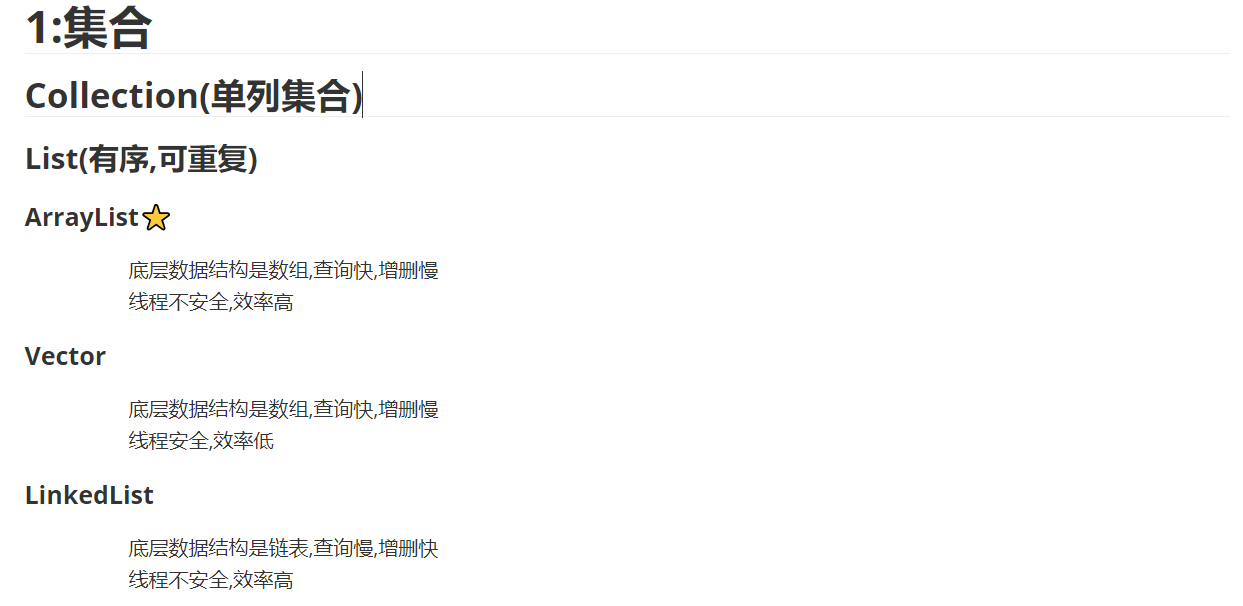 1:集合
Collection(单列集合)
List(有序,可重复)
ArrayList⭐
底层数据结构是数组,查询快,增删慢
线程不安全,效率高
Vector
底层数据结构是数组,查询快,增删慢
线程安全,效率低
LinkedList
底层数据结构是链表,查询慢,增删快
线程不安全,效率高